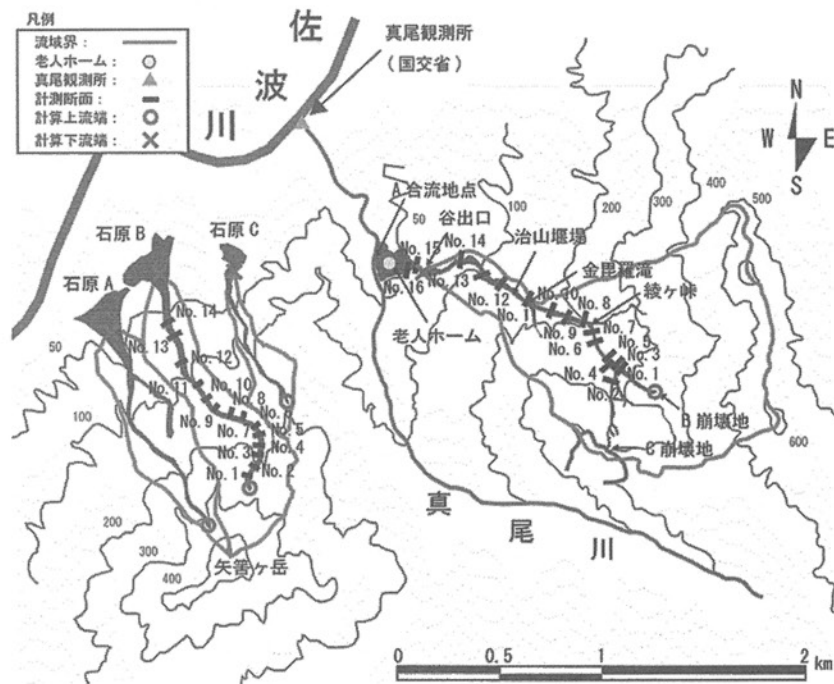 凡例
流域界：
老人ホーム：
真尾観測所：
計測断面：
計算上流端：
計算下流端：
佐
波
川
真尾観測所
(国交省)
N
W E
S
A 合流地点
谷出口
治山堰堤
金毘羅滝
綾ヶ峠
老人ホーム
B 崩壊地
C 崩壊地
50
100
200
300
400
500
600
No. 15
No. 14
No. 16
No. 13
No. 12
No. 11
No. 10
No. 9
No. 8
No. 7
No. 6
No. 5
No. 4
No. 3
No. 2
No. 1
石原 A
石原 B
石原 C
No. 14
No. 13
No. 12
No. 11
No. 10
No. 9
No. 8
No. 7
No. 6
No. 5
No. 4
No. 3
No. 2
No. 1
50
100
200
300
400
矢筈ヶ岳
真
尾
川
0 0.5 1 2
km